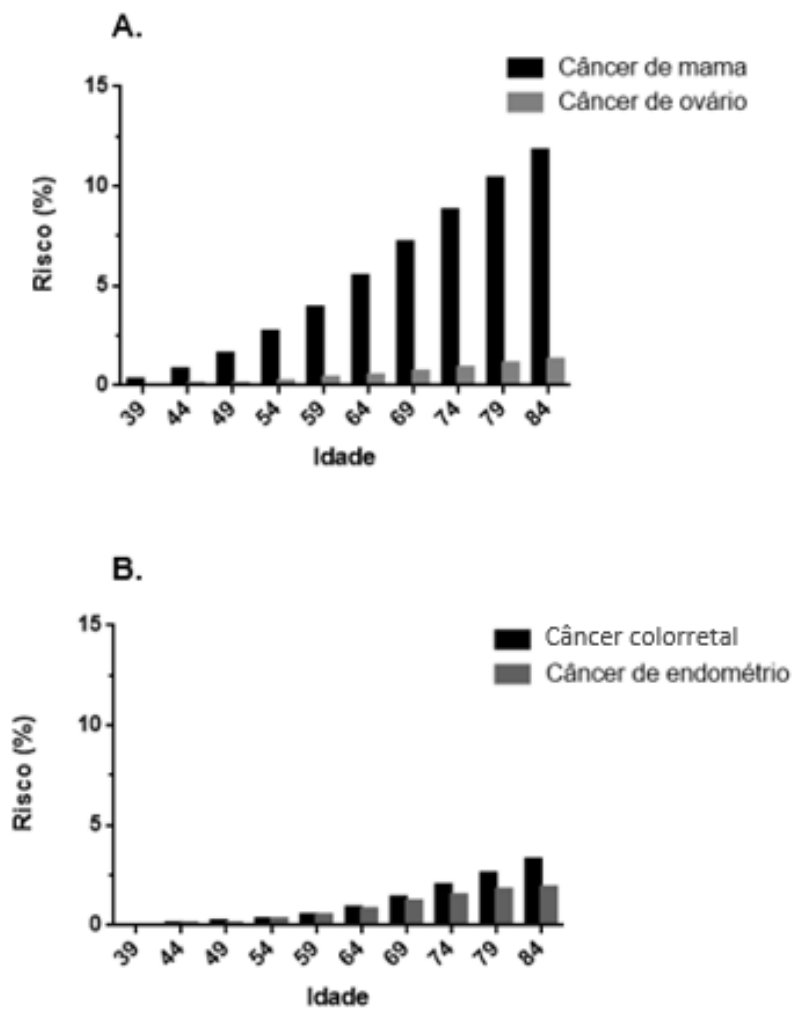 A.
Câncer de mama
Câncer de ovário
15
10
5
0
Risco (%)
39 44 49 54 59 64 69 74 79 84
Idade
B.
Câncer colorretal
Câncer de endométrio
15
10
5
0
Risco (%)
39 44 49 54 59 64 69 74 79 84
Idade